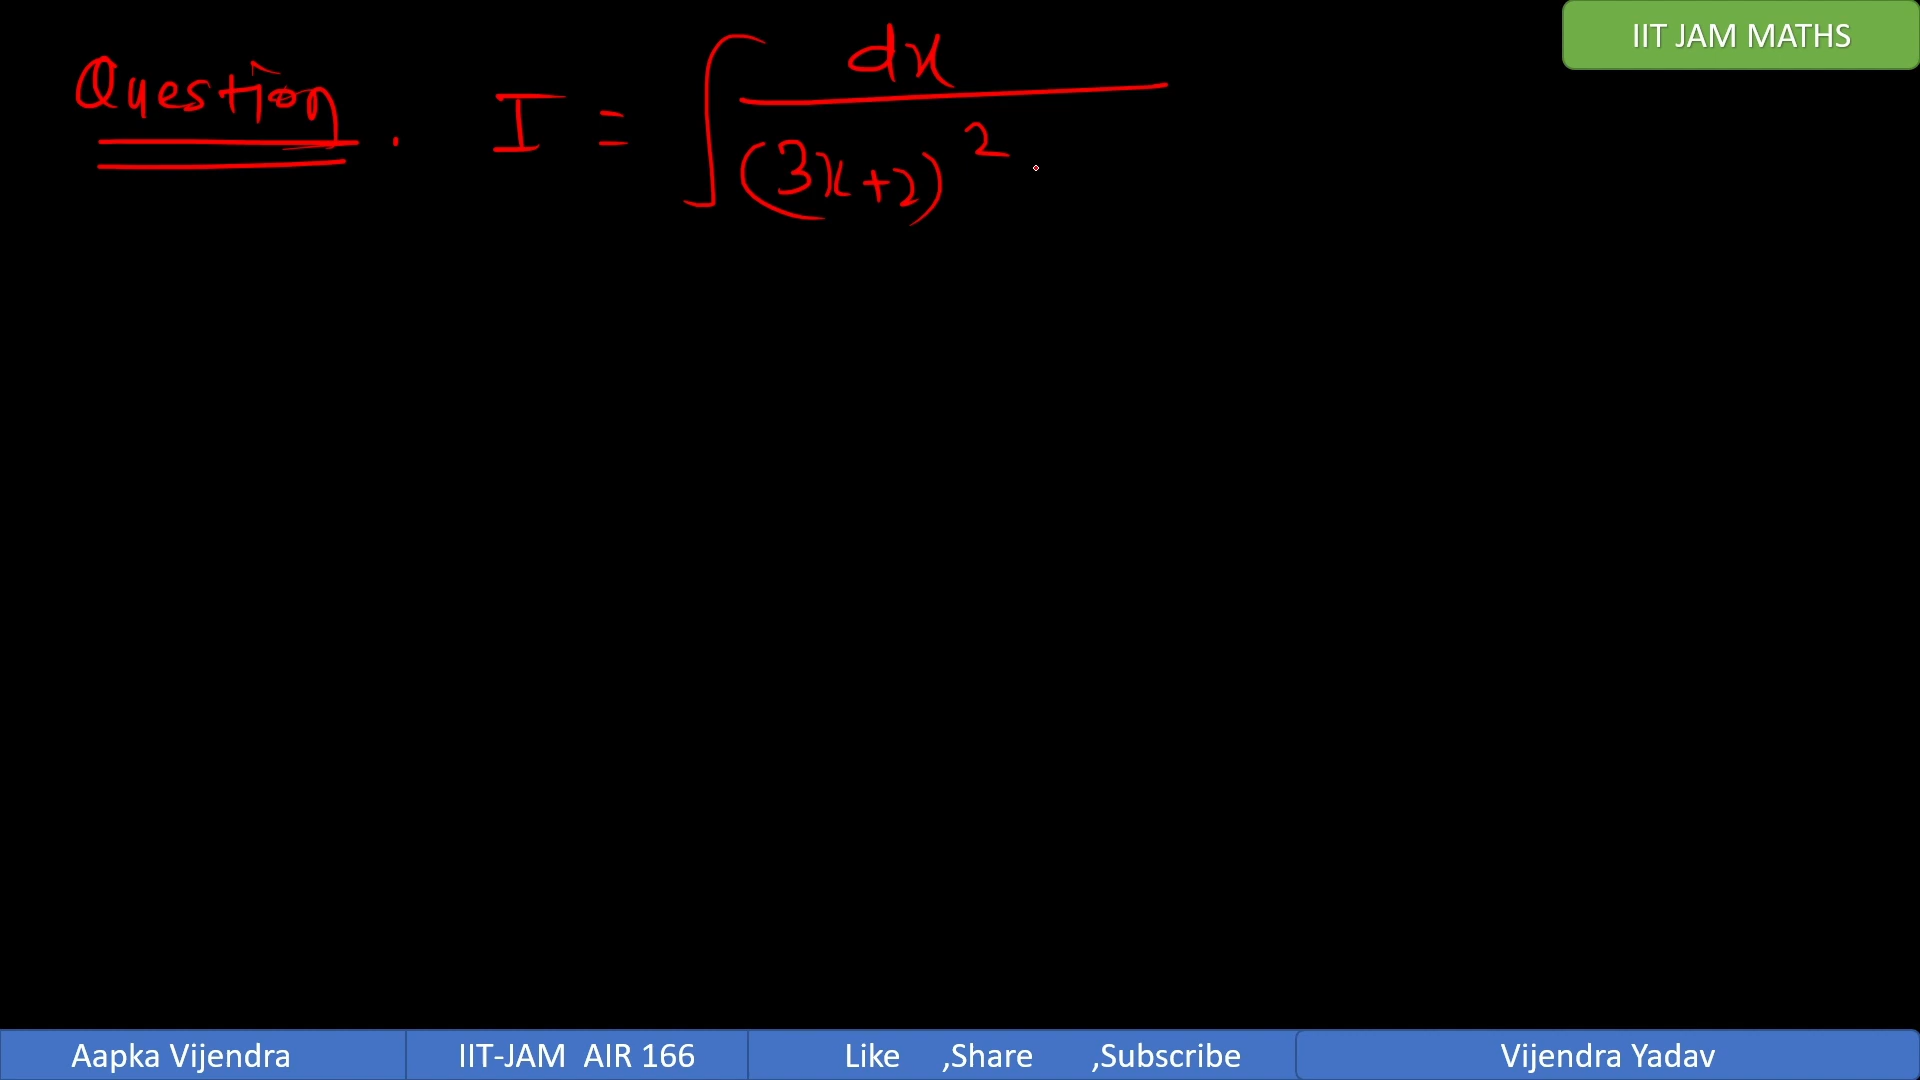 IIT JAM MATHS
Question . I = ∫ dx / (3x+2)^2
Aapka Vijendra IIT-JAM AIR 166 Like ,Share ,Subscribe Vijendra Yadav